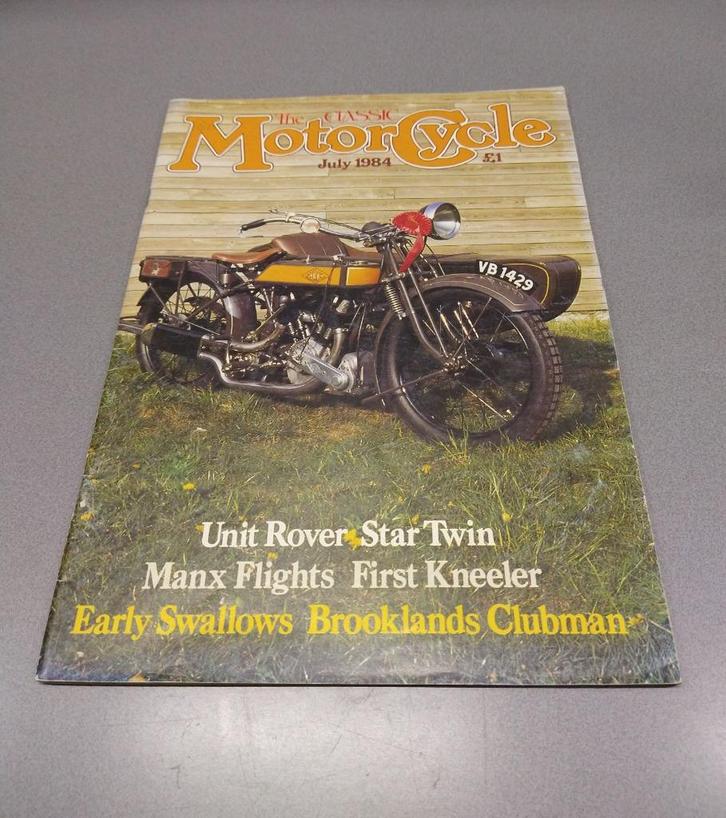 The CLASSIC
MotorCycle
July 1984 £1
VB 1429
Unit Rover Star Twin
Manx Flights First Kneeler
Early Swallows Brooklands Clubman